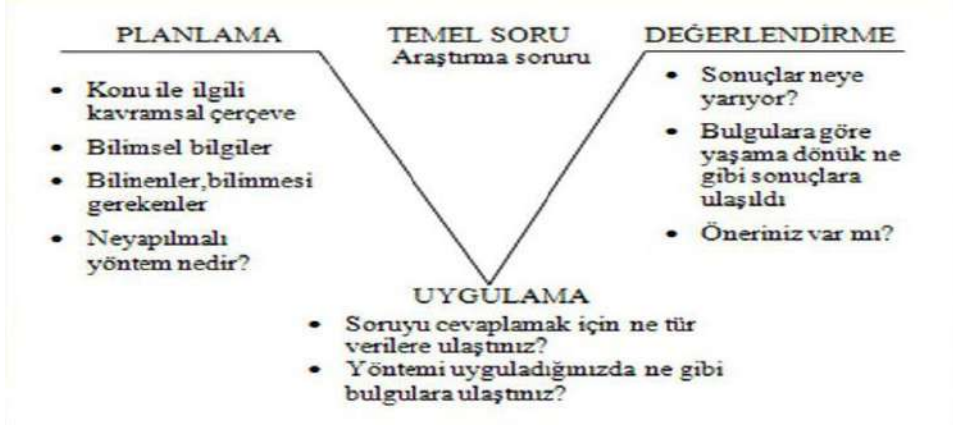 PLANLAMA
• Konu ile ilgili
kavramsal çerçeve
• Bilimsel bilgiler
• Bilinenler,bilinmesi
gerekenler
• Neyapılmalı
yöntem nedir?
TEMEL SORU
Araştırma soruru
DEĞERLENDİRME
• Sonuçlar neye
yarıyor?
• Bulgulara göre
yaşama dönük ne
gibi sonuçlara
ulaşıldı
• Öneriniz var mı?
UYGULAMA
• Soruyu cevaplamak için ne tür
verilere ulaştınız?
• Yöntemi uyguladığınızda ne gibi
bulgulara ulaştınız?